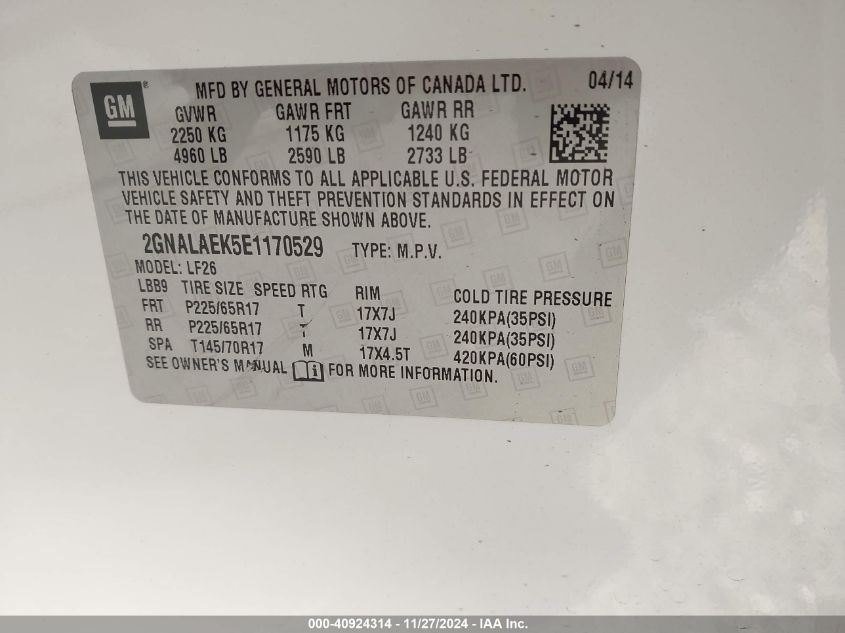 GM ® MFD BY GENERAL MOTORS OF CANADA LTD. 04/14
GVWR GAWR FRT GAWR RR
2250 KG 1175 KG 1240 KG
4960 LB 2590 LB 2733 LB
THIS VEHICLE CONFORMS TO ALL APPLICABLE U.S. FEDERAL MOTOR
VEHICLE SAFETY AND THEFT PREVENTION STANDARDS IN EFFECT ON
THE DATE OF MANUFACTURE SHOWN ABOVE.
2GNALAEK5E1170529 TYPE: M.P.V.
MODEL: LF26
LBB9 TIRE SIZE SPEED RTG RIM COLD TIRE PRESSURE
FRT P225/65R17 T 17X7J 240KPA(35PSI)
RR P225/65R17 T 17X7J 240KPA(35PSI)
SPA T145/70R17 M 17X4.5T 420KPA(60PSI)
SEE OWNER'S MANUAL FOR MORE INFORMATION.
000-40924314 - 11/27/2024 - IAA Inc.